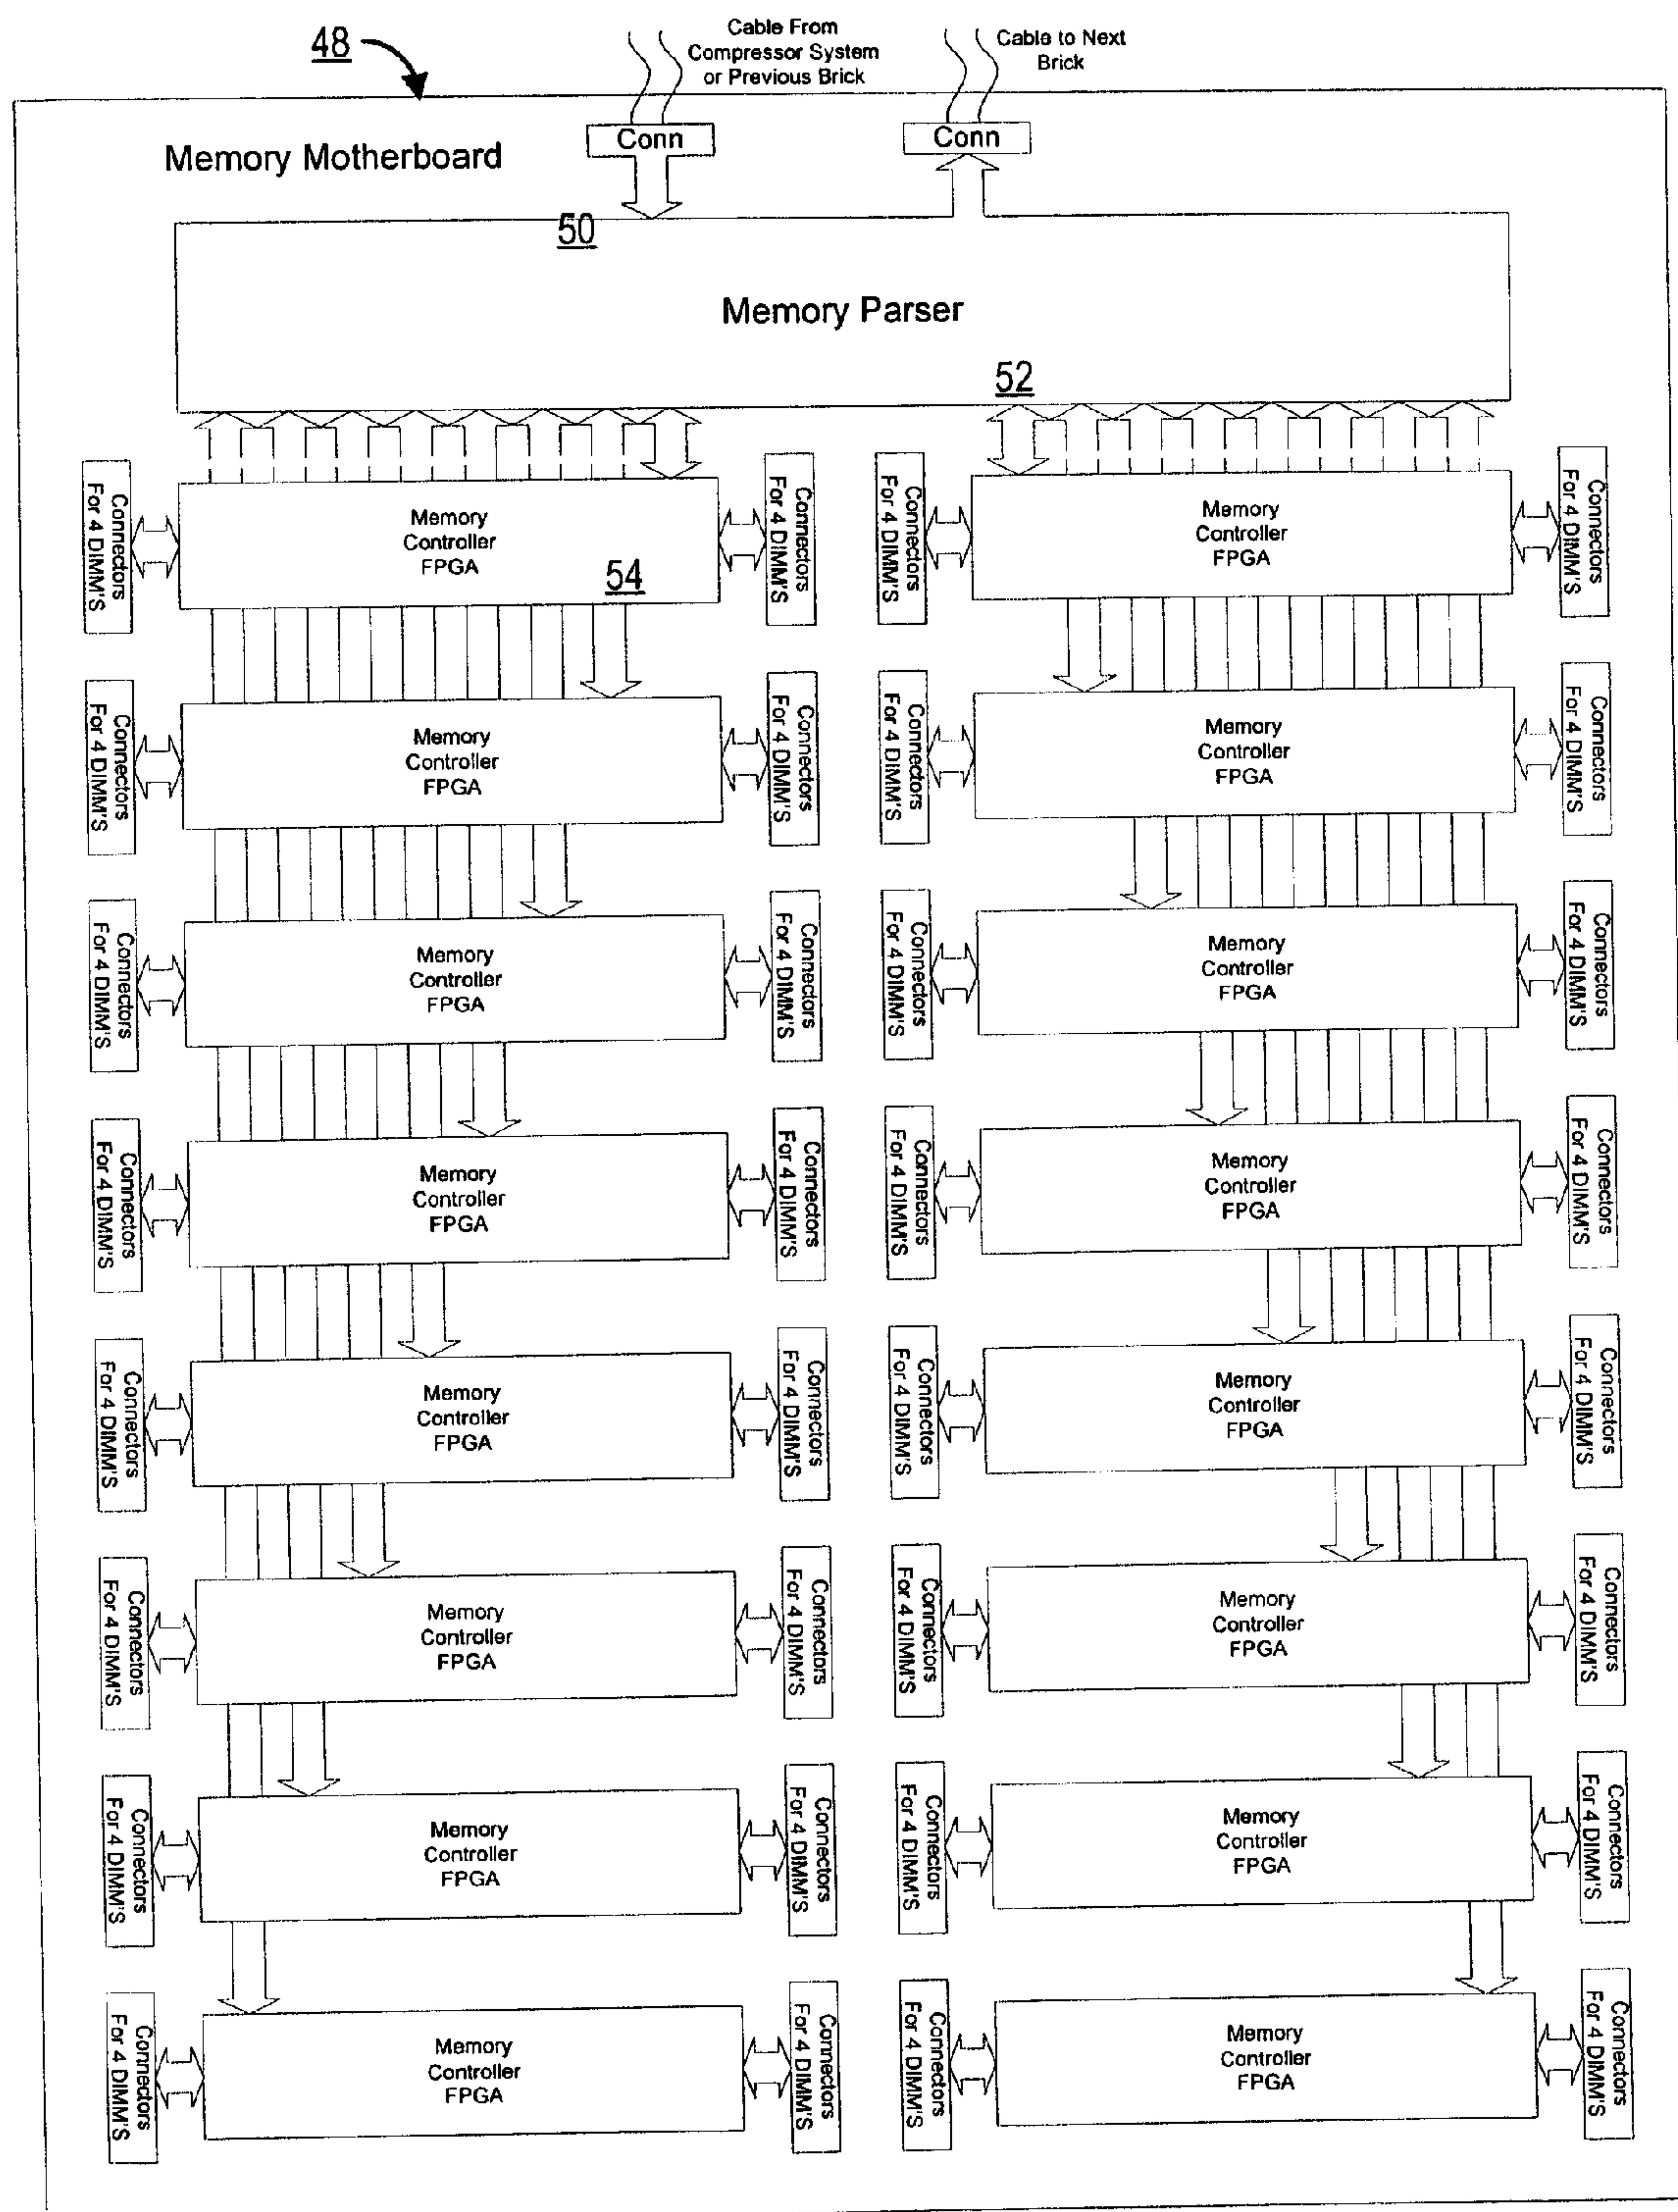 48
Cable From
Compressor System
or Previous Brick
Cable to Next
Brick
Conn
Conn
Memory Motherboard
50
Memory Parser
52
Connectors
For 4 DIMM'S
Memory
Controller
FPGA
54
Connectors
For 4 DIMM'S
Connectors
For 4 DIMM'S
Memory
Controller
FPGA
Connectors
For 4 DIMM'S
Connectors
For 4 DIMM'S
Memory
Controller
FPGA
Connectors
For 4 DIMM'S
Connectors
For 4 DIMM'S
Memory
Controller
FPGA
Connectors
For 4 DIMM'S
Connectors
For 4 DIMM'S
Memory
Controller
FPGA
Connectors
For 4 DIMM'S
Connectors
For 4 DIMM'S
Memory
Controller
FPGA
Connectors
For 4 DIMM'S
Connectors
For 4 DIMM'S
Memory
Controller
FPGA
Connectors
For 4 DIMM'S
Connectors
For 4 DIMM'S
Memory
Controller
FPGA
Connectors
For 4 DIMM'S
Connectors
For 4 DIMM'S
Memory
Controller
FPGA
Connectors
For 4 DIMM'S
Connectors
For 4 DIMM'S
Memory
Controller
FPGA
Connectors
For 4 DIMM'S
Connectors
For 4 DIMM'S
Memory
Controller
FPGA
Connectors
For 4 DIMM'S
Connectors
For 4 DIMM'S
Memory
Controller
FPGA
Connectors
For 4 DIMM'S
Connectors
For 4 DIMM'S
Memory
Controller
FPGA
Connectors
For 4 DIMM'S
Connectors
For 4 DIMM'S
Memory
Controller
FPGA
Connectors
For 4 DIMM'S
Connectors
For 4 DIMM'S
Memory
Controller
FPGA
Connectors
For 4 DIMM'S
Connectors
For 4 DIMM'S
Memory
Controller
FPGA
Connectors
For 4 DIMM'S